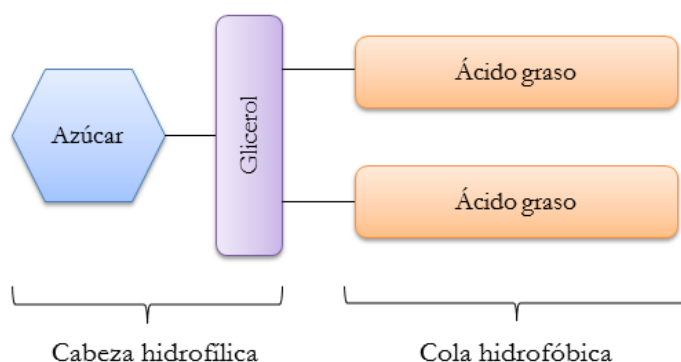 Azúcar
Glicerol
Ácido graso
Ácido graso
Cabeza hidrofílica
Cola hidrofóbica